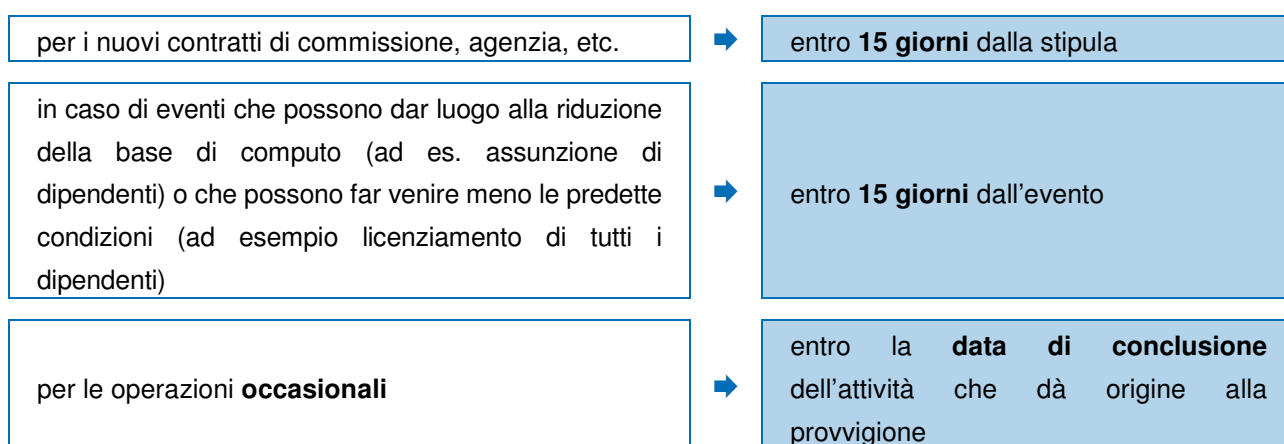 per i nuovi contratti di commissione, agenzia, etc.
entro 15 giorni dalla stipula
in caso di eventi che possono dar luogo alla riduzione
della base di computo (ad es. assunzione di
dipendenti) o che possono far venire meno le predette
condizioni (ad esempio licenziamento di tutti i
dipendenti)
entro 15 giorni dall’evento
per le operazioni occasionali
entro la data di conclusione
dell’attività che dà origine alla
provvigione